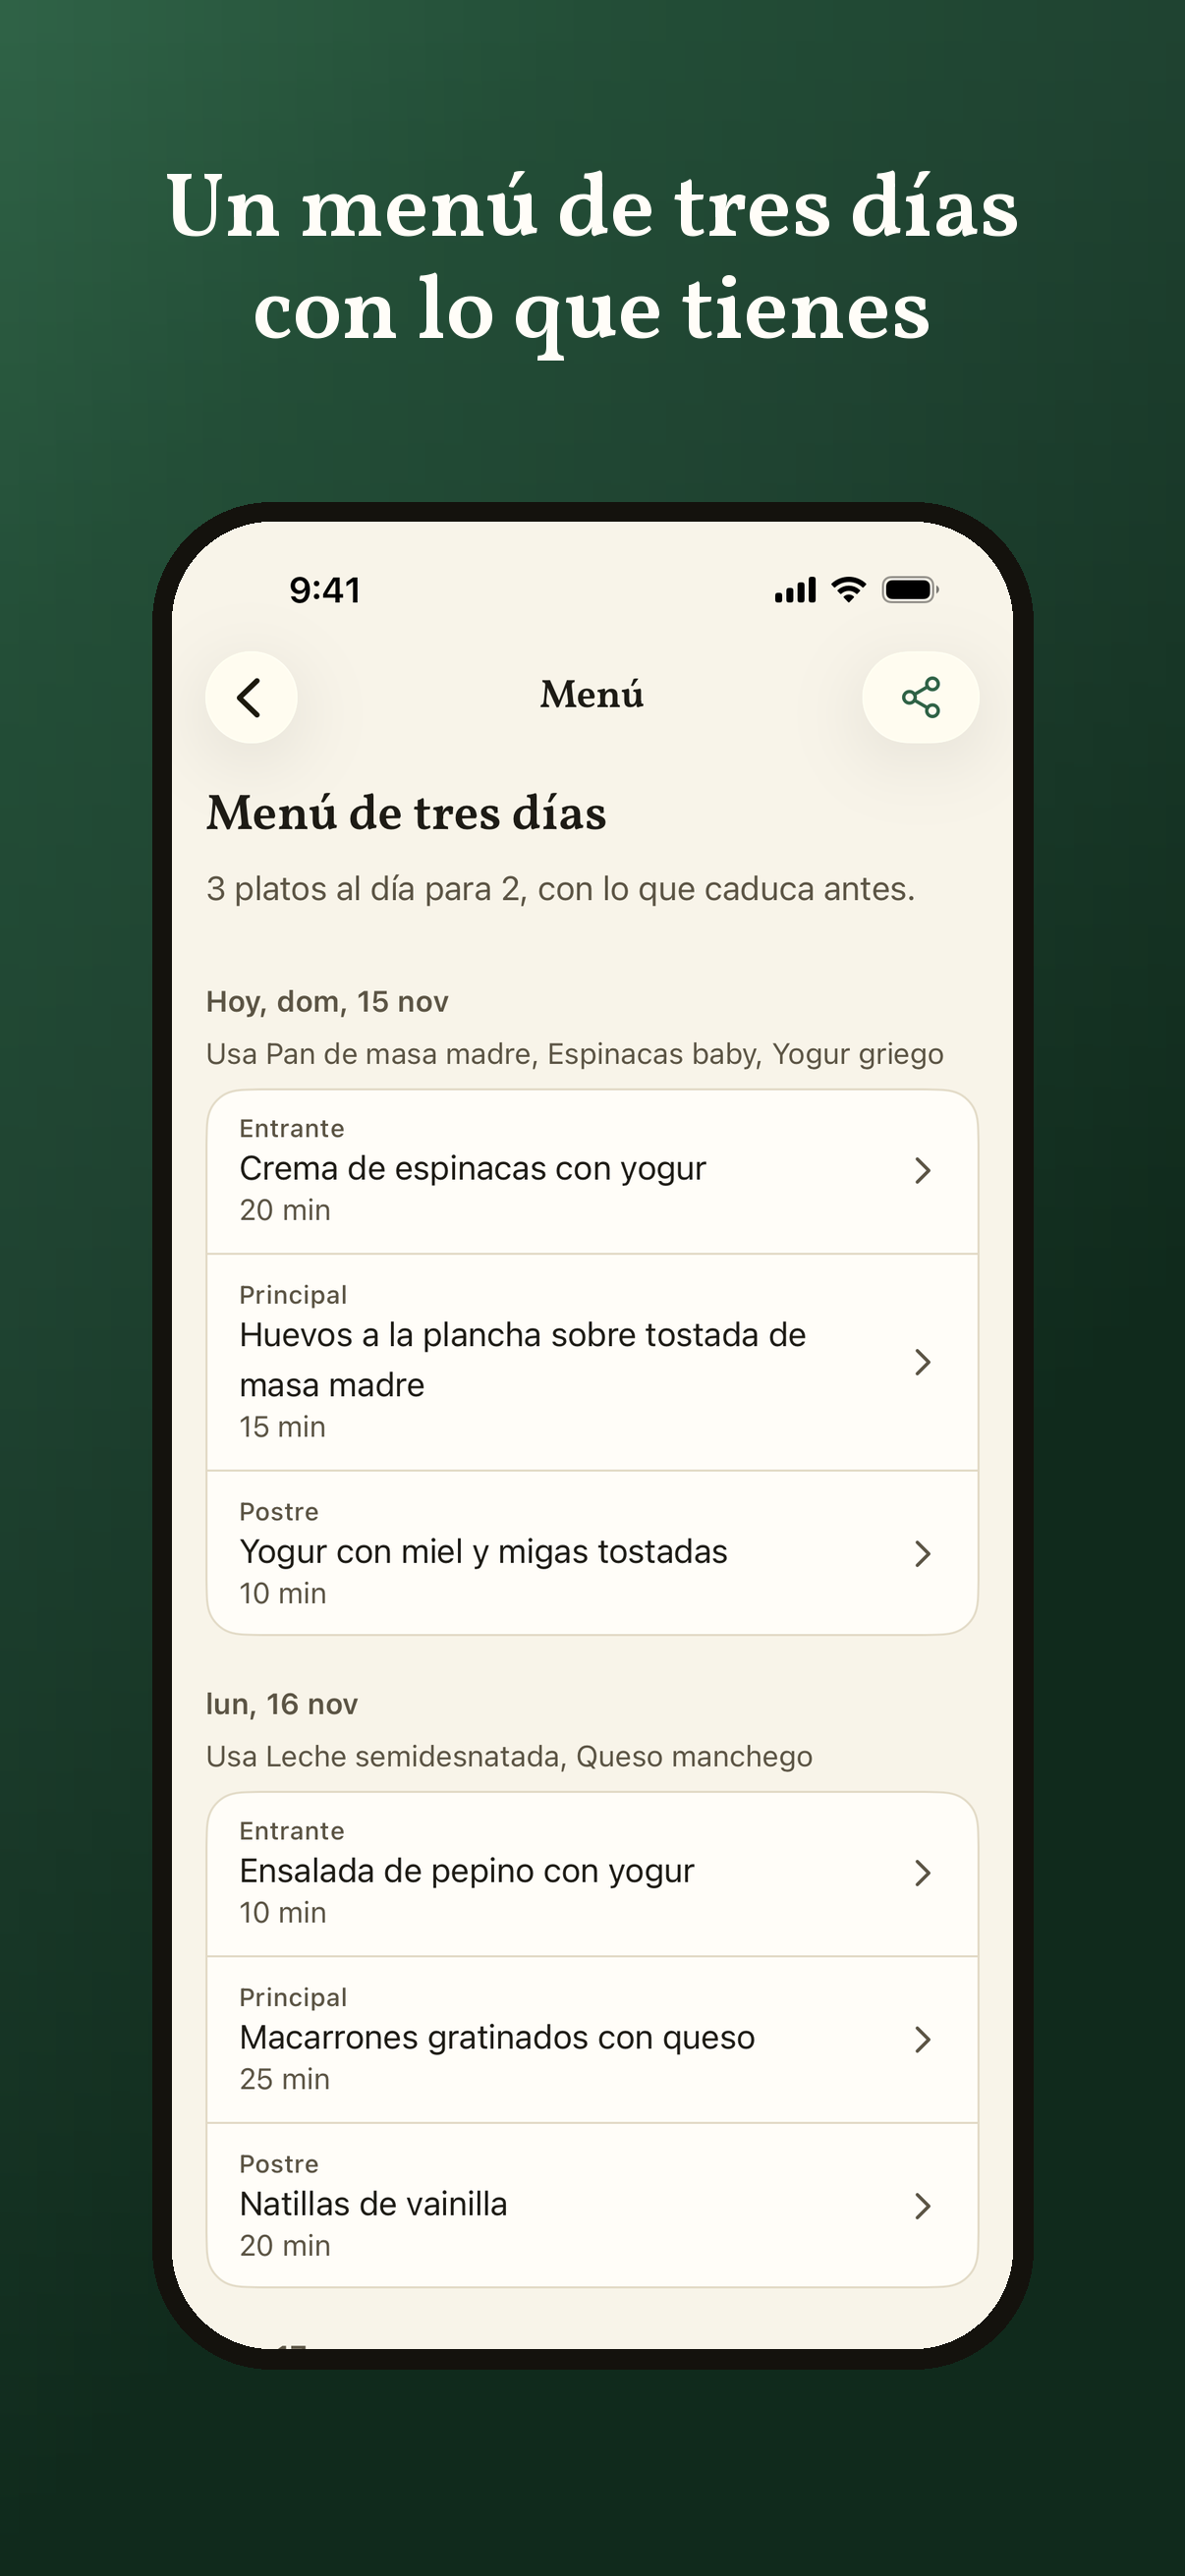 Un menú de tres días
con lo que tienes
9:41
Menú
Menú de tres días
3 platos al día para 2, con lo que caduca antes.
Hoy, dom, 15 nov
Usa Pan de masa madre, Espinacas baby, Yogur griego
Entrante
Crema de espinacas con yogur
20 min
Principal
Huevos a la plancha sobre tostada de
masa madre
15 min
Postre
Yogur con miel y migas tostadas
10 min
lun, 16 nov
Usa Leche semidesnatada, Queso manchego
Entrante
Ensalada de pepino con yogur
10 min
Principal
Macarrones gratinados con queso
25 min
Postre
Natillas de vainilla
20 min